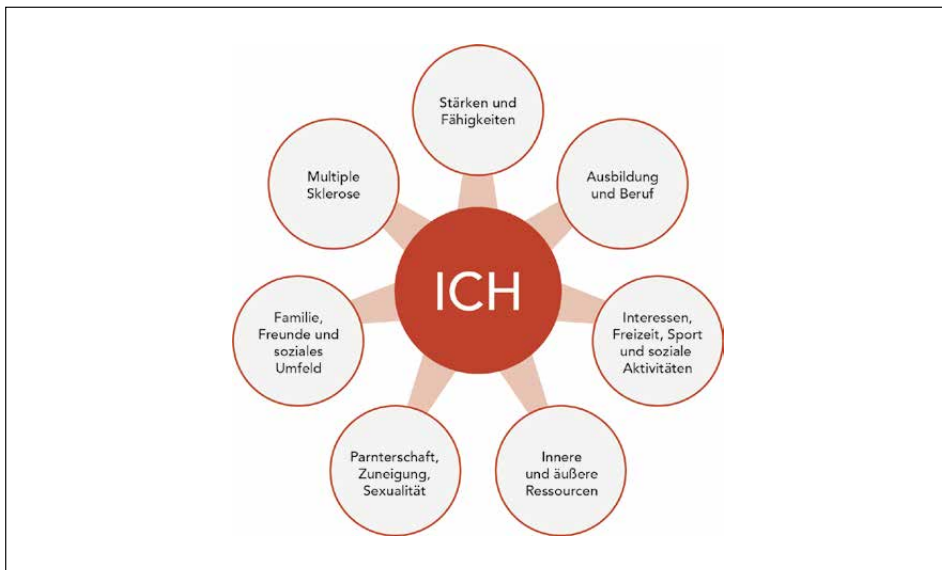 Stärken und
Fähigkeiten
Multiple
Sklerose
Ausbildung
und Beruf
ICH
Familie,
Freunde und
soziales
Umfeld
Interessen,
Freizeit, Sport
und soziale
Aktivitäten
Parnterschaft,
Zuneigung,
Sexualität
Innere
und äußere
Ressourcen